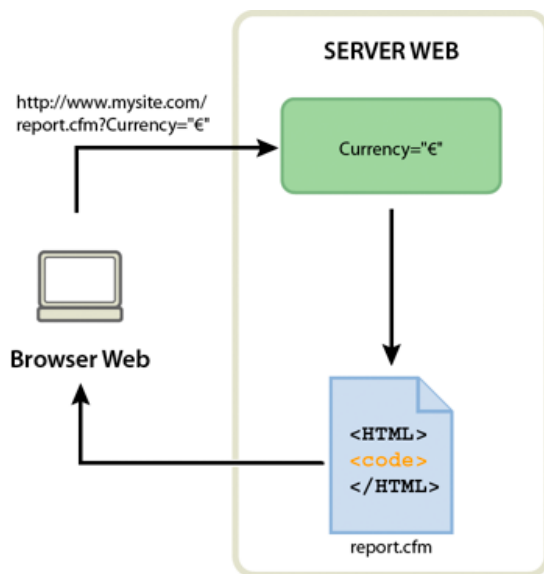 SERVER WEB
http://www.mysite.com/
report.cfm?Currency="€"
Currency="€"
Browser Web
<HTML>
<code>
</HTML>
report.cfm